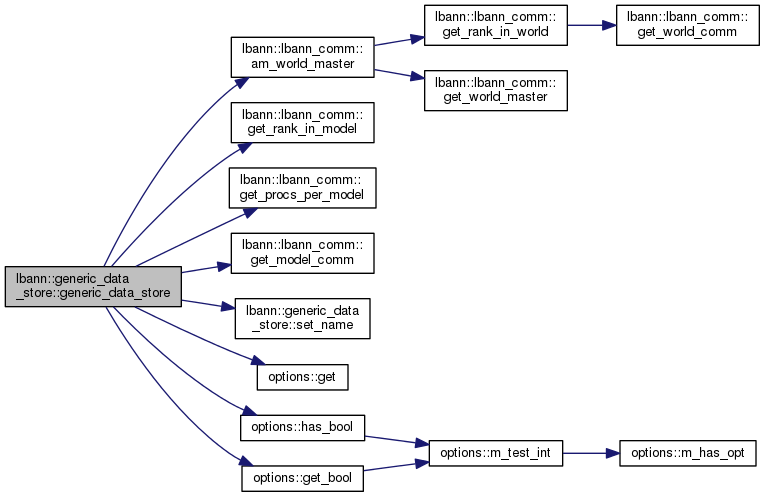 lbann::generic_data
_store::generic_data_store
lbann::lbann_comm::
am_world_master
lbann::lbann_comm::
get_rank_in_world
lbann::lbann_comm::
get_world_comm
lbann::lbann_comm::
get_world_master
lbann::lbann_comm::
get_rank_in_model
lbann::lbann_comm::
get_procs_per_model
lbann::lbann_comm::
get_model_comm
lbann::generic_data
_store::set_name
options::get
options::has_bool
options::get_bool
options::m_test_int
options::m_has_opt